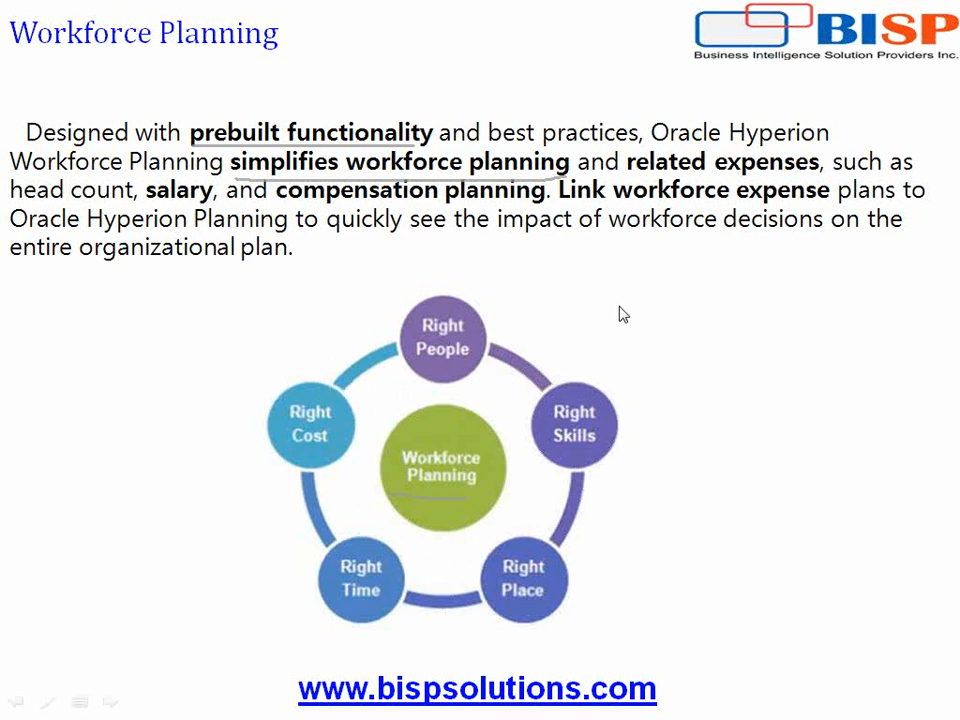 Workforce Planning
BISP
Business Intelligence Solution Providers Inc.
Designed with prebuilt functionality and best practices, Oracle Hyperion
Workforce Planning simplifies workforce planning and related expenses, such as
head count, salary, and compensation planning. Link workforce expense plans to
Oracle Hyperion Planning to quickly see the impact of workforce decisions on the
entire organizational plan.
Right
People
Right
Cost
Right
Skills
Workforce
Planning
Right
Time
Right
Place
www.bispsolutions.com